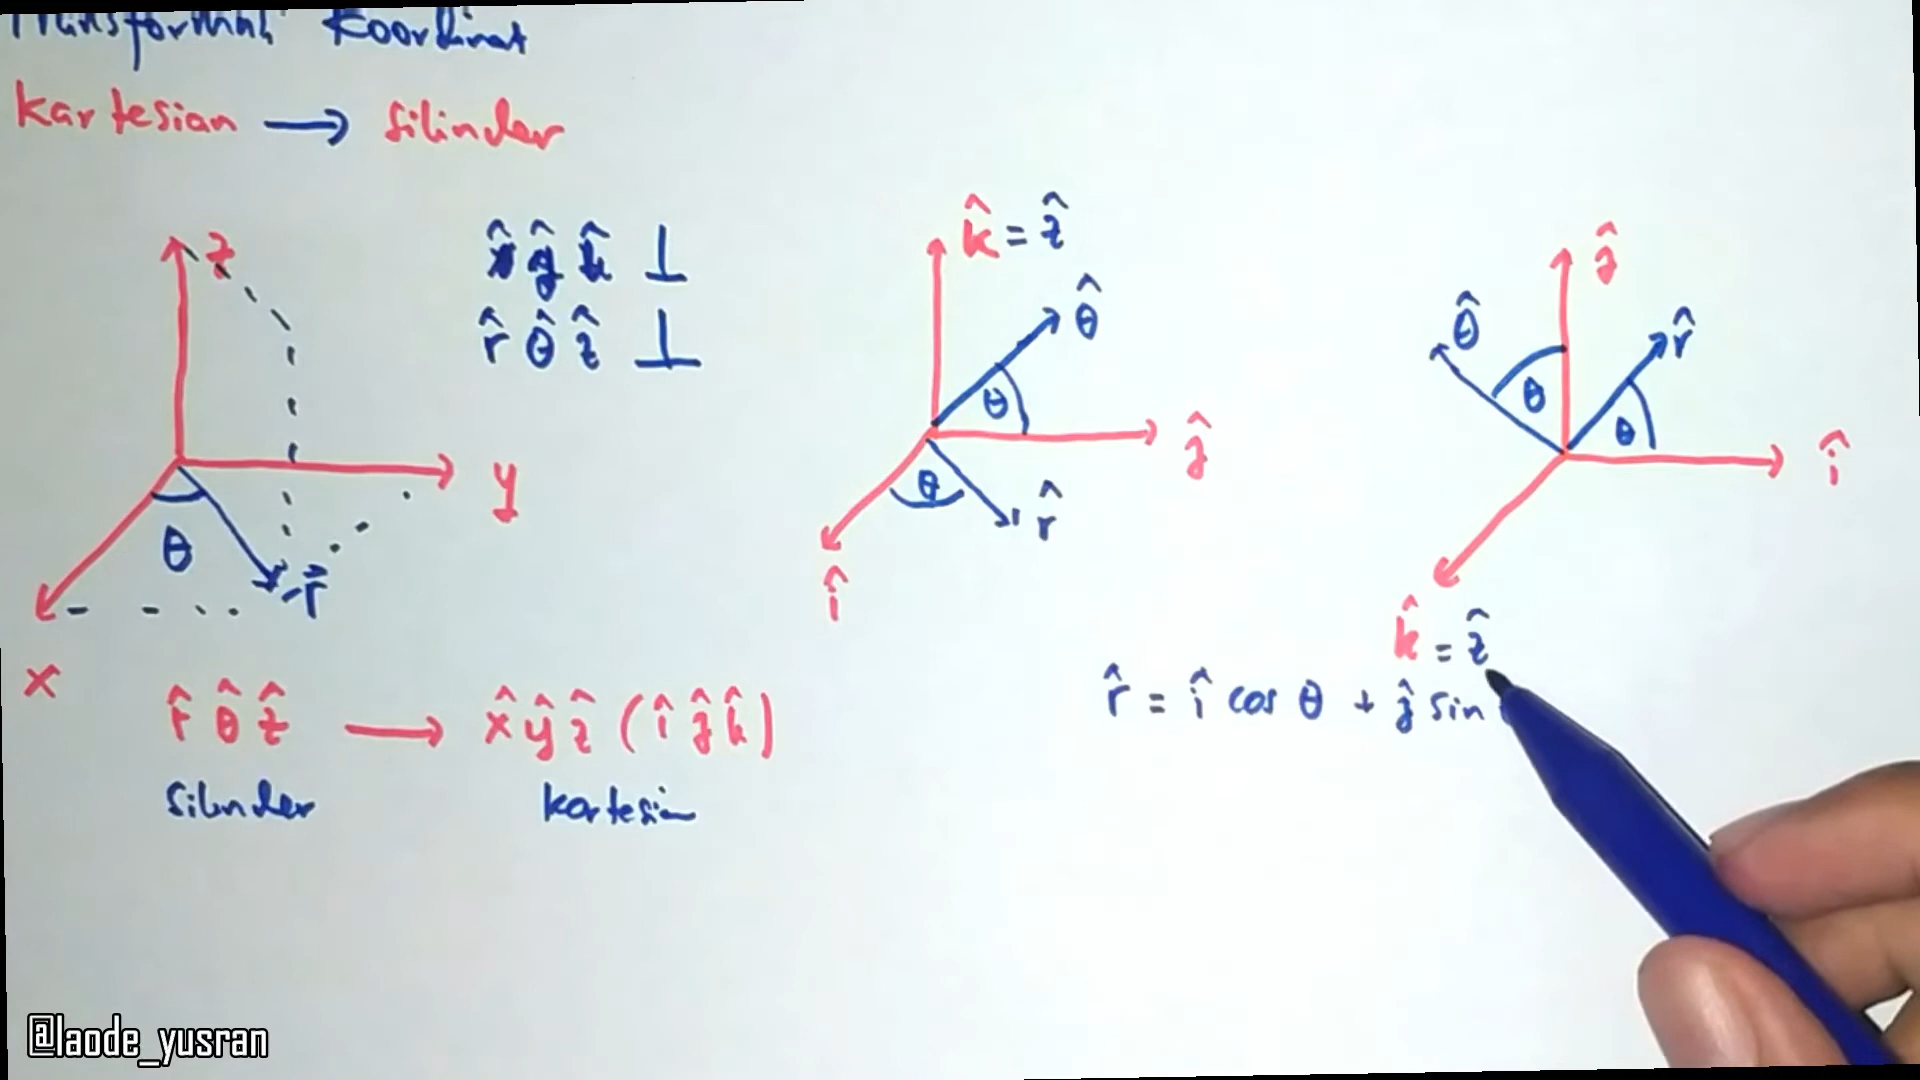 Transformasi Koordinat
Kartesian → Silinder
z
y
x
θ
r⃗
x̂ ŷ k̂ ⊥
r̂ θ̂ ẑ ⊥
r̂ θ̂ ẑ → x̂ ŷ ẑ (î ĵ k̂)
Silinder kartesian
k̂ = ẑ
θ̂
θ
ĵ
θ
r̂
î
ĵ
θ̂
θ
r̂
θ
î
k̂ = ẑ
r̂ = î cos θ + ĵ sin
@laode_yusran